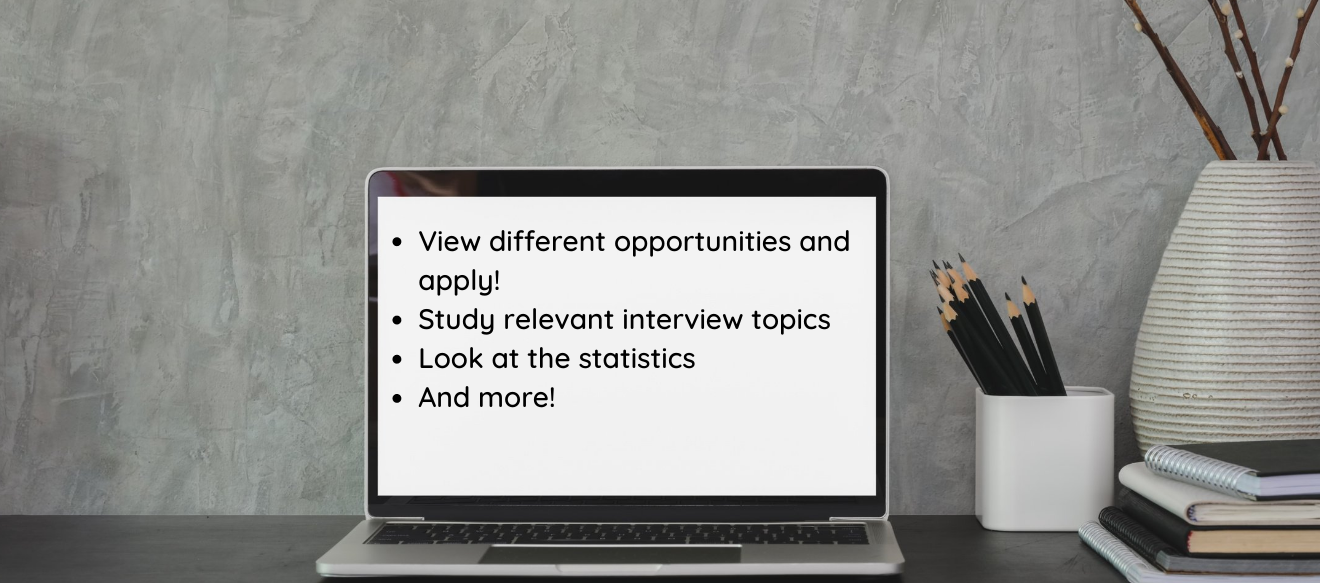 • View different opportunities and
apply!
• Study relevant interview topics
• Look at the statistics
• And more!